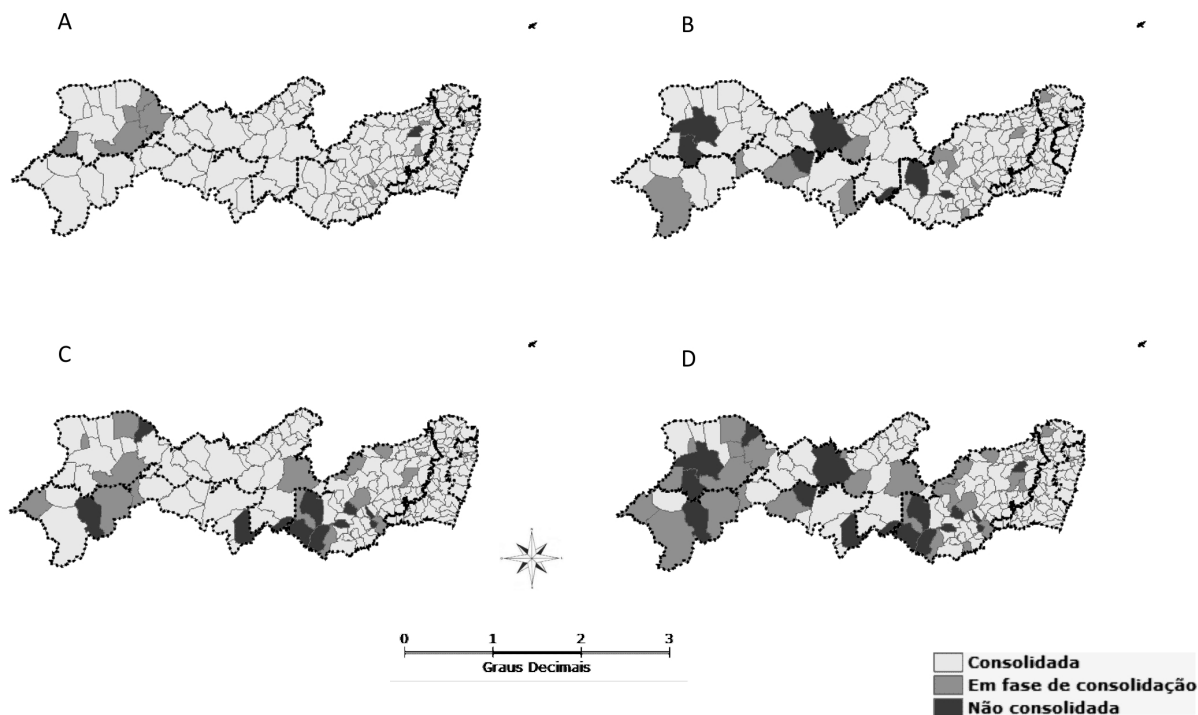 A
B
C
D
0 1 2 3
Graus Decimais
Consolidada
Em fase de consolidação
Não consolidada